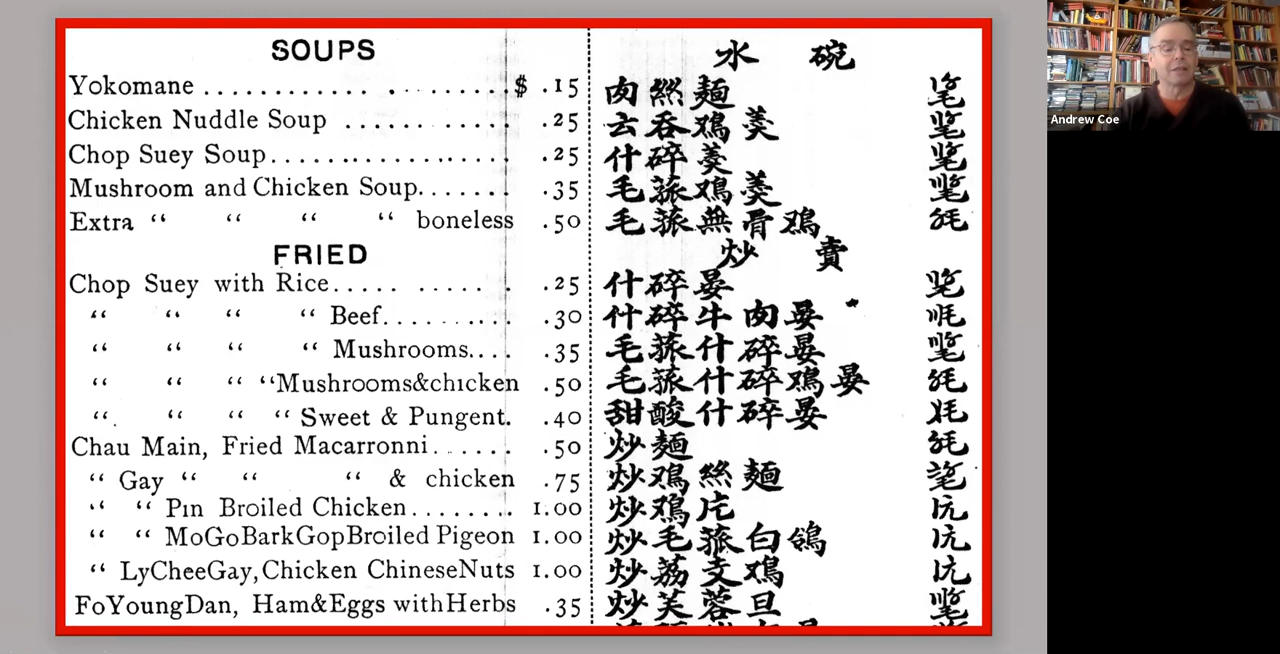 SOUPS 水 碗
Yokomane . . . . . . . . . . . . . . . . . . . . . . $ .15 肉絲麵
Chicken Nuddle Soup . . . . . . . . . . . . . .25 云吞鷄羹
Chop Suey Soup . . . . . . . . . . . . . . . . . . .25 什碎羹
Mushroom and Chicken Soup. . . . . . . .35 毛菰鷄羹
Extra “ “ “ “ boneless .50 毛菰無骨鷄
FRIED 炒 賣
Chop Suey with Rice . . . . . . . . . . . .25 什碎晏
“ “ “ “ Beef . . . . . . . . . .30 什碎牛肉晏
“ “ “ “ Mushrooms. . . . .35 毛菰什碎晏
“ “ “ “Mushrooms&chicken .50 毛菰什碎鷄晏
“. “ “ “ Sweet & Pungent. .40 甜酸什碎晏
Chau Main, Fried Macarronni . . . . . . .50 炒麵
“ Gay “ “ “ & chicken .75 炒鷄絲麵
“ “ Pin Broiled Chicken . . . . . . . . 1.00 炒鷄片
“ “ MoGoBarkGopBroiled Pigeon 1.00 炒毛菰白鴿
“ LyCheeGay,Chicken ChineseNuts 1.00 炒荔支鷄
FoYoungDan, Ham&Eggs withHerbs .35 炒芙蓉旦
Andrew Coe